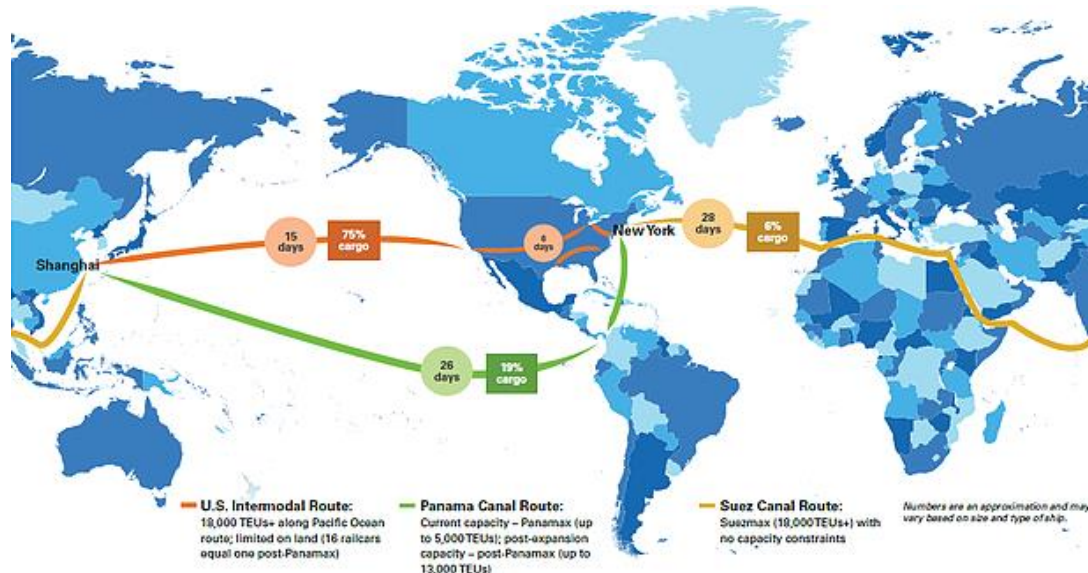 15
days
75%
cargo
Shanghai
6
days
New York
28
days
6%
cargo
26
days
19%
cargo
U.S. Intermodal Route:
18,000 TEUs+ along Pacific Ocean
route; limited on land (16 railcars
equal one post-Panamax)
Panama Canal Route:
Current capacity – Panamax (up
to 5,000 TEUs); post-expansion
capacity – post-Panamax (up to
13,000 TEUs)
Suez Canal Route:
Suezmax (18,000TEUs+) with
no capacity constraints
Numbers are an approximation and may
vary based on size and type of ship.